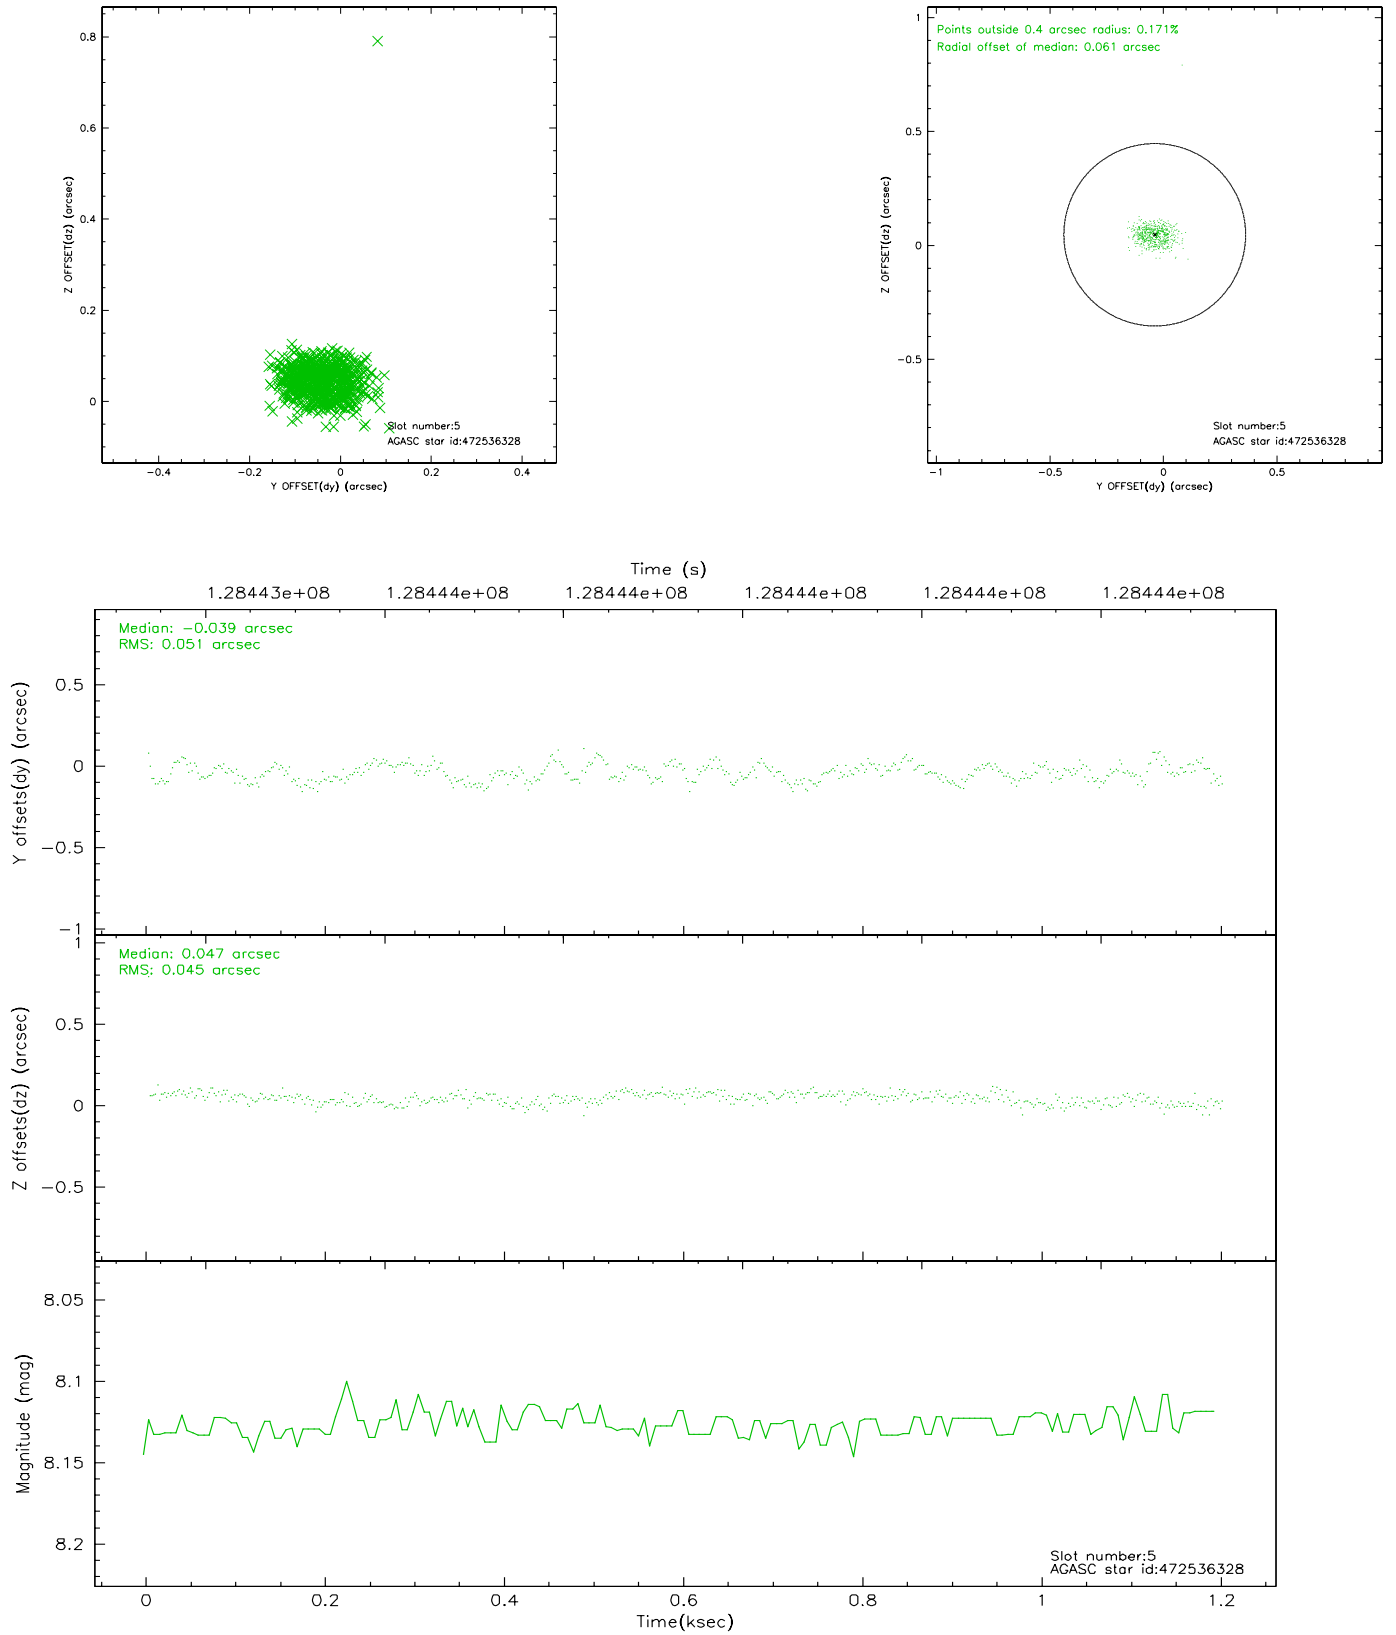 0.8
0.6
0.4
0.2
0
Z OFFSET(dz) (arcsec)
−0.4 −0.2 0 0.2 0.4
Y OFFSET(dy) (arcsec)
Slot number:5
AGASC star id:472536328
Points outside 0.4 arcsec radius: 0.171%
Radial offset of median: 0.061 arcsec
1
0.5
0
−0.5
Z OFFSET(dz) (arcsec)
−1 −0.5 0 0.5
Y OFFSET(dy) (arcsec)
Slot number:5
AGASC star id:472536328
Time (s)
1.28443e+08 1.28444e+08 1.28444e+08 1.28444e+08 1.28444e+08 1.28444e+08
Median: −0.039 arcsec
RMS: 0.051 arcsec
0.5
0
−0.5
−1
Y offsets(dy) (arcsec)
Median: 0.047 arcsec
RMS: 0.045 arcsec
1
0.5
0
−0.5
Z offsets(dz) (arcsec)
8.05
8.1
8.15
8.2
Magnitude (mag)
Slot number:5
AGASC star id:472536328
0 0.2 0.4 0.6 0.8 1 1.2
Time(ksec)